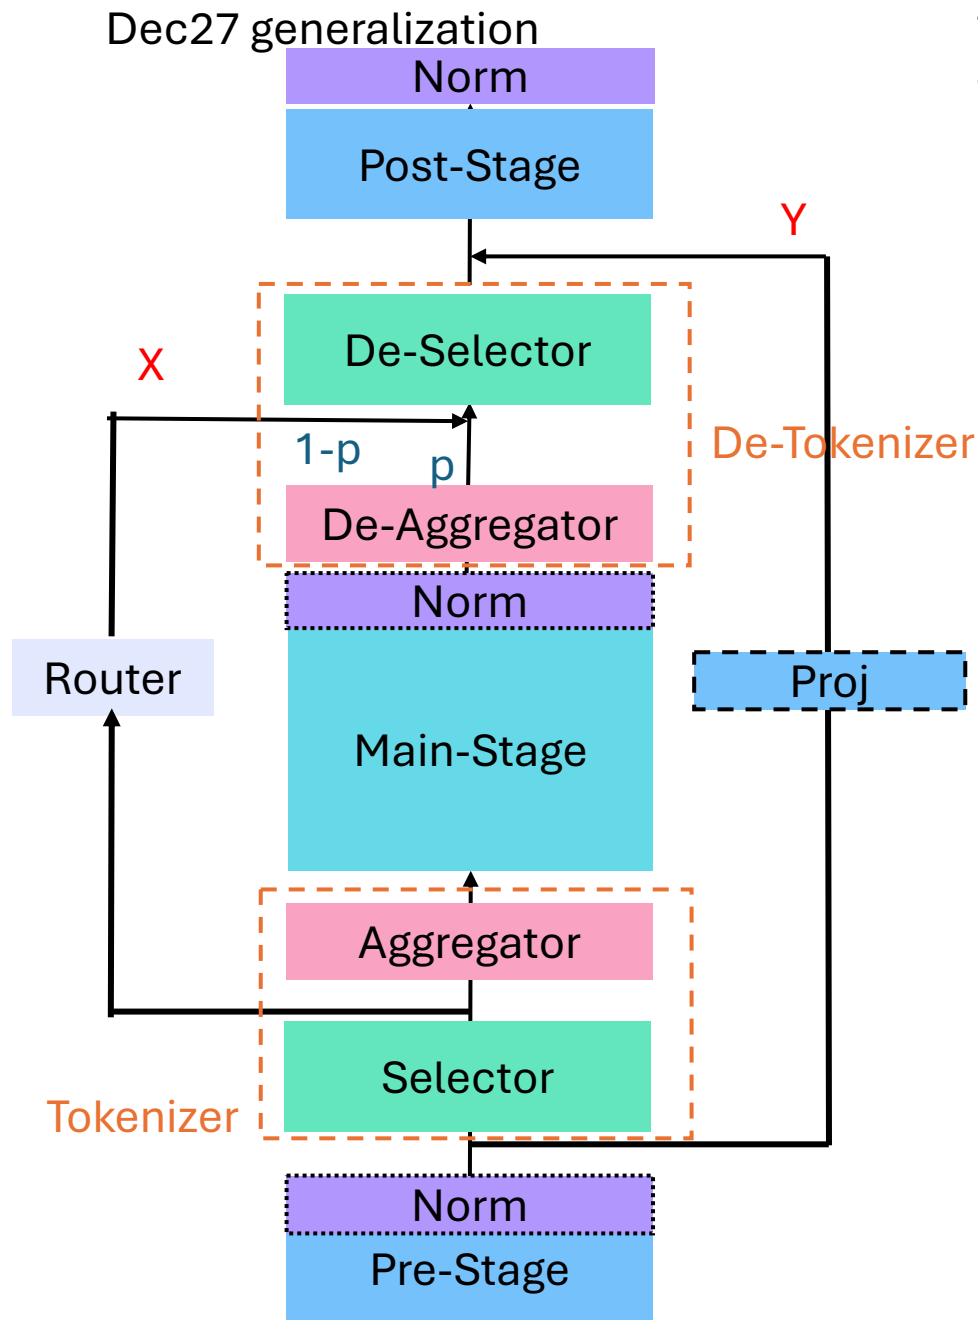 Dec27 generalization
Norm
Post-Stage
Y
De-Selector
X
De-Tokenizer
1-p
p
De-Aggregator
Norm
Router
Proj
Main-Stage
Aggregator
Selector
Tokenizer
Norm
Pre-Stage